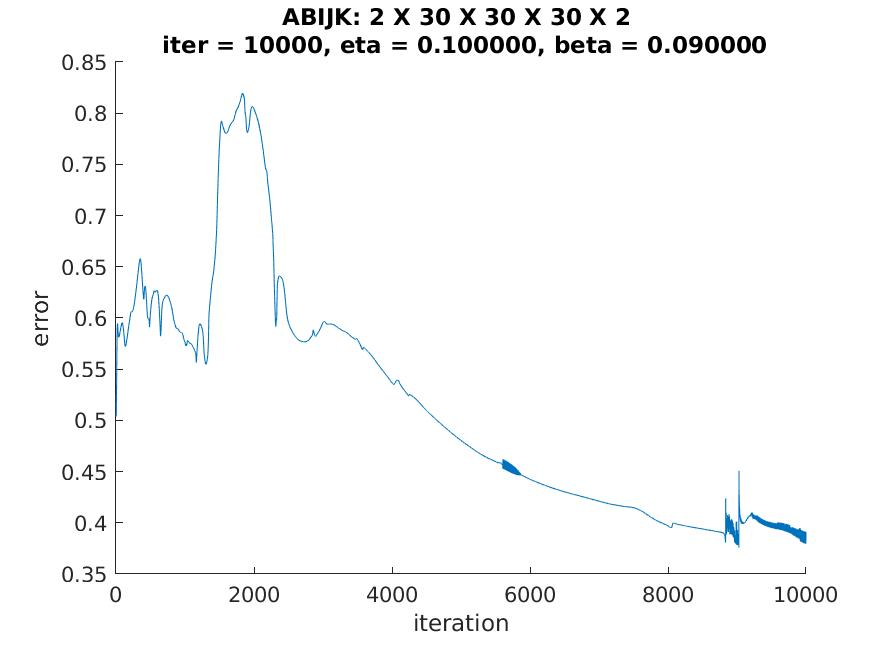 ABIJK: 2 X 30 X 30 X 30 X 2
iter = 10000, eta = 0.100000, beta = 0.090000
0.85
0.8
0.75
0.7
0.65
0.6
0.55
0.5
0.45
0.4
0.35
error
0 2000 4000 6000 8000 10000
iteration